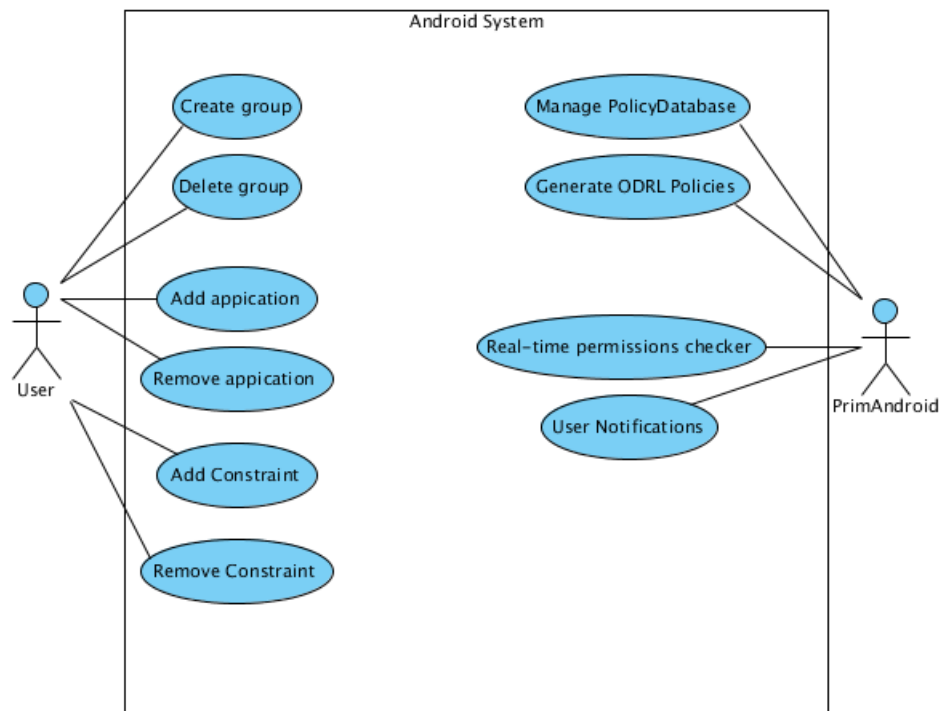 Android System
Create group
Delete group
Add appication
Remove appication
Add Constraint
Remove Constraint
User
Manage PolicyDatabase
Generate ODRL Policies
Real-time permissions checker
User Notifications
PrimAndroid